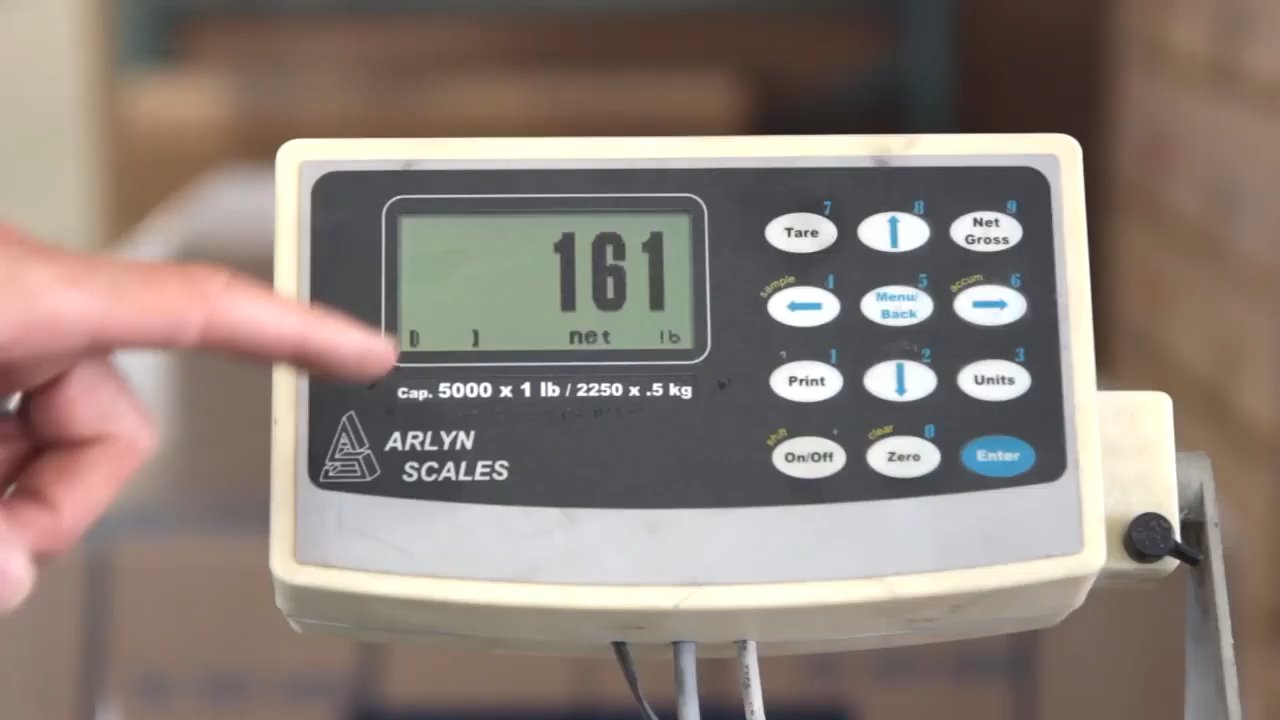 161
net lb
Cap. 5000 x 1 lb / 2250 x .5 kg
ARLYN
SCALES
7 8 9
Tare
Net
Gross
sample 4 5 accum 6
Menu/
Back
1 2 3
Print Units
shift clear 0
On/Off Zero Enter